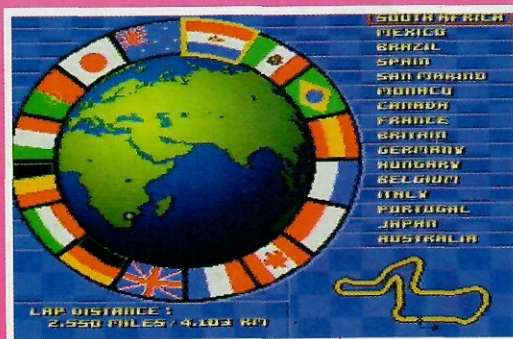 SOUTH AFRICA
MEXICO
BRAZIL
SPAIN
SAN MARINO
MONACO
CANADA
FRANCE
BRITAIN
GERMANY
HUNGARY
BELGIUM
ITALY
PORTUGAL
JAPAN
AUSTRALIA
LAP DISTANCE :
2.550 MILES / 4.103 KM